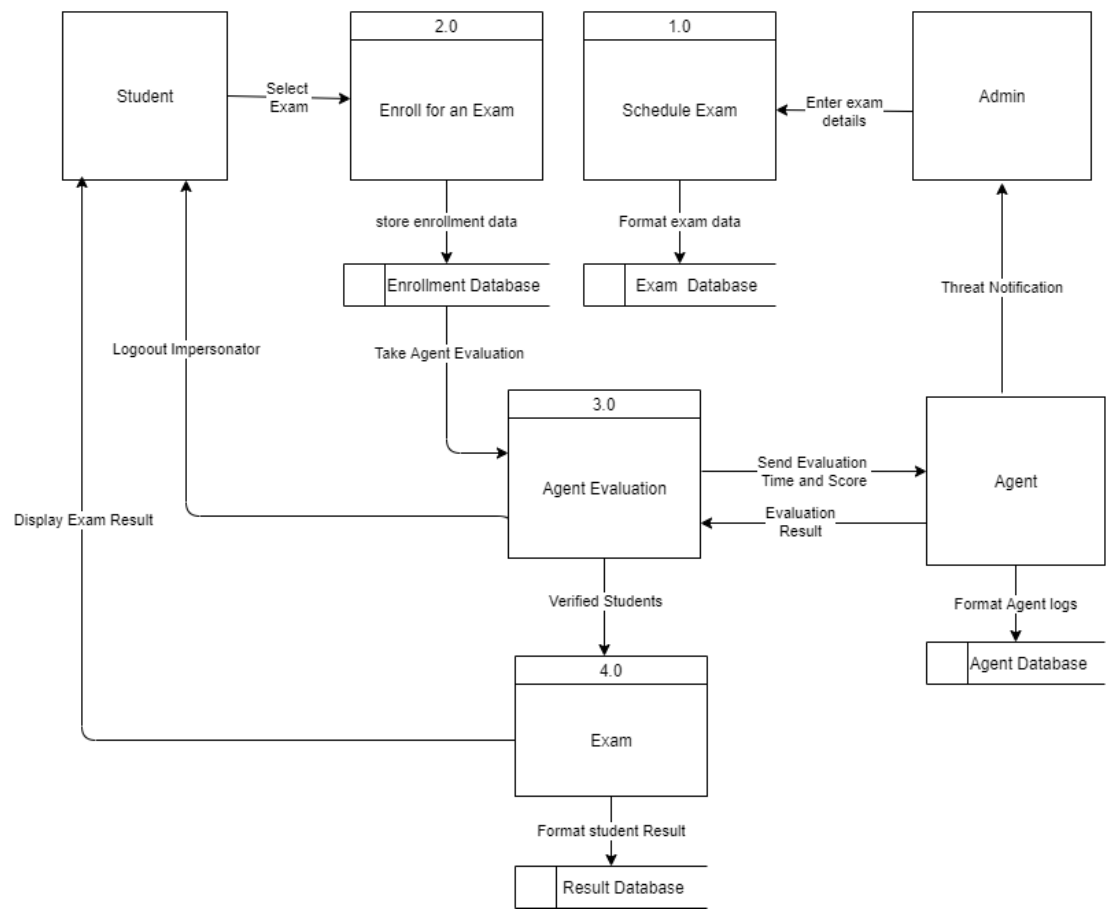 2.0
1.0
Student
Select
Exam
Enroll for an Exam
Schedule Exam
Enter exam
details
Admin
store enrollment data
Format exam data
Enrollment Database
Exam  Database
Threat Notification
Logoout Impersonator
Take Agent Evaluation
3.0
Agent Evaluation
Send Evaluation
Time and Score
Agent
Evaluation
Result
Display Exam Result
Verified Students
Format Agent logs
4.0
Agent Database
Exam
Format student Result
Result Database